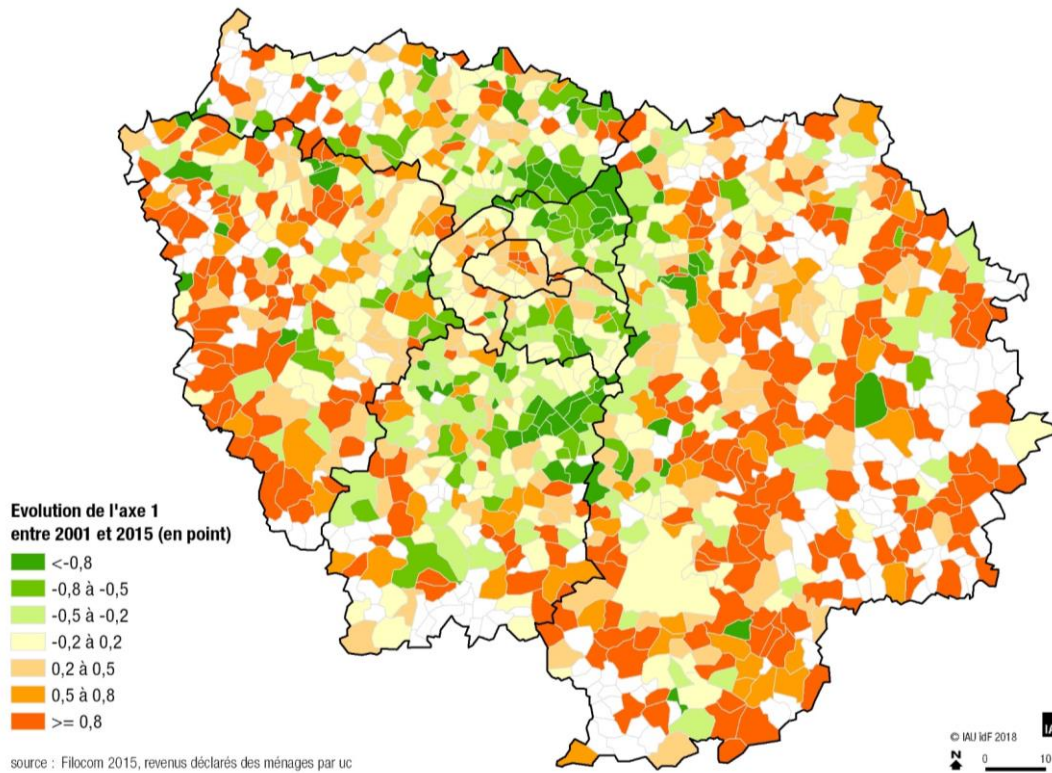 Evolution de l'axe 1
entre 2001 et 2015 (en point)
<-0,8
-0,8 à -0,5
-0,5 à -0,2
-0,2 à 0,2
0,2 à 0,5
0,5 à 0,8
>= 0,8
source : Filocom 2015, revenus déclarés des ménages par uc
© IAU îdF 2018
N
0 10